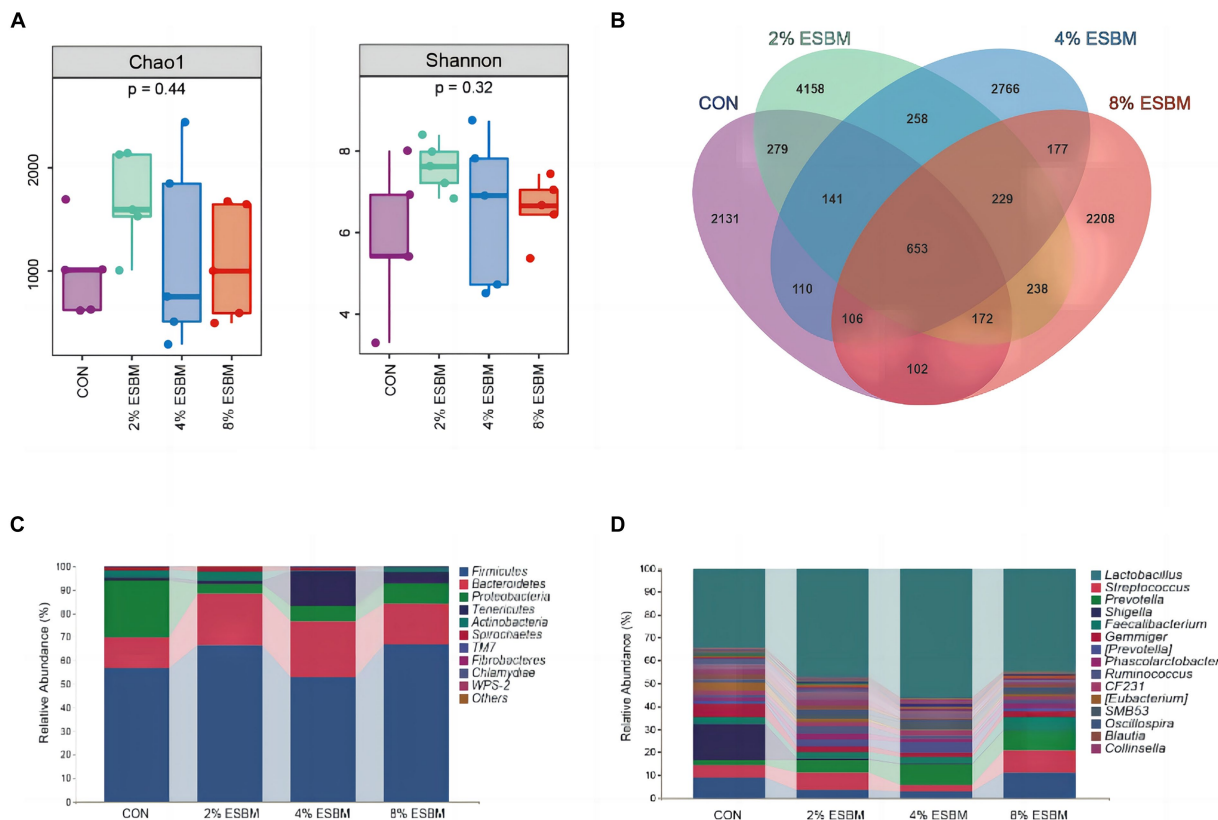 A
Chao1
p = 0.44
2000
1000
CON
2% ESBM
4% ESBM
8% ESBM
Shannon
p = 0.32
8
6
4
CON
2% ESBM
4% ESBM
8% ESBM
B
2% ESBM
4% ESBM
CON
8% ESBM
4158
2766
258
279
177
141
229
2131
2208
653
110
238
106
172
102
C
Relative Abundance (%)
100
90
80
70
60
50
40
30
20
10
0
CON
2% ESBM
4% ESBM
8% ESBM
Firmicutes
Bacteroidetes
Proteobacteria
Tenericutes
Actinobacteria
Spirochaetes
TM7
Fibrobacteres
Chlamydiae
WPS-2
Others
D
Relative Abundance (%)
100
90
80
70
60
50
40
30
20
10
0
CON
2% ESBM
4% ESBM
8% ESBM
Lactobacillus
Streptococcus
Prevotella
Shigella
Faecalibacterium
Gemmiger
[Prevotella]
Phascolarctobacter
Ruminococcus
CF231
[Eubacterium]
SMB53
Oscillospira
Blautia
Collinsella